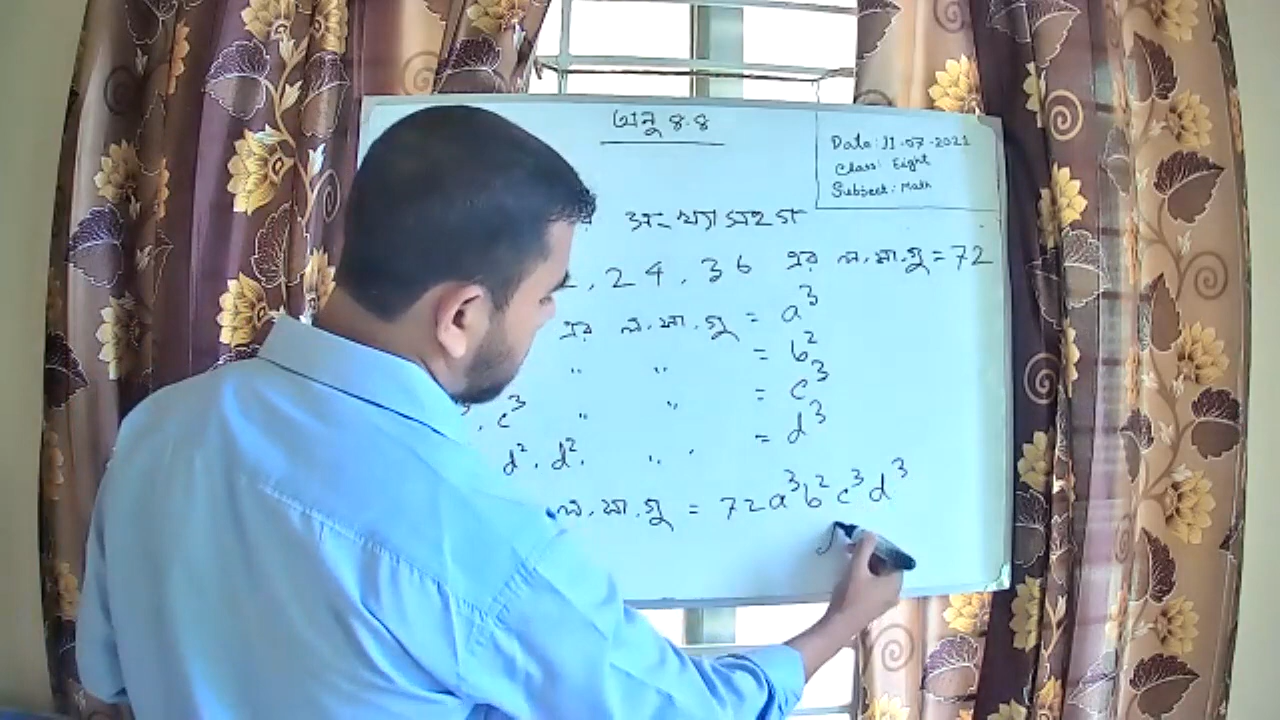 অনু ৪.৪
Date: 11-07-2021
Class: Eight
Subject: Math
সংখ্যা সহগ
24, 36 এর ল.সা.গু = 72
এর ল.সা.গু = a³
" " = b²
, c³ " " = c³
d², d², " " = d³
ল.সা.গু = 72a³b²c³d³